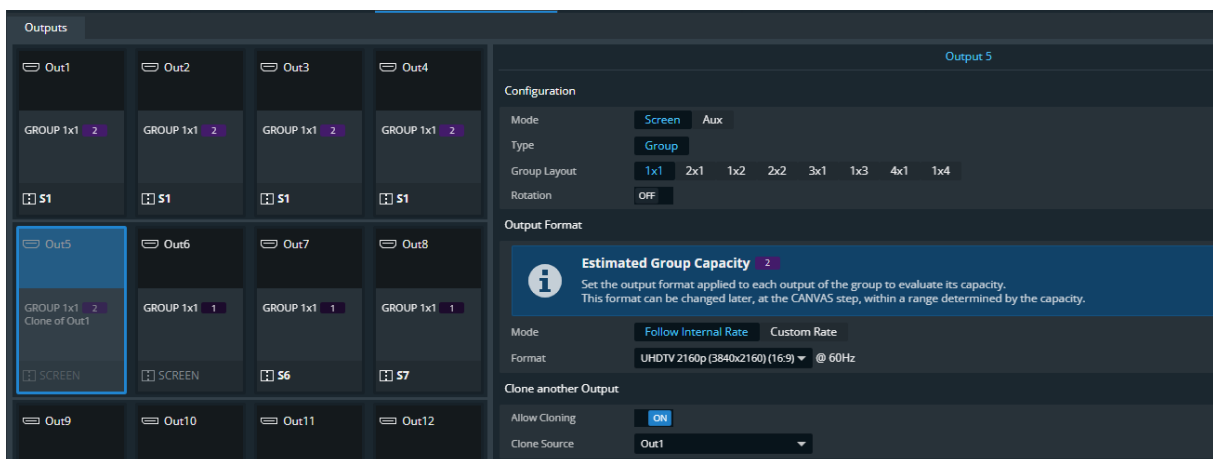 Outputs
Out1
Out2
Out3
Out4
GROUP 1x1 2
GROUP 1x1 2
GROUP 1x1 2
GROUP 1x1 2
S1
S1
S1
S1
Out5
Out6
Out7
Out8
GROUP 1x1 2
Clone of Out1
GROUP 1x1 1
GROUP 1x1 1
GROUP 1x1 1
SCREEN
SCREEN
S6
S7
Out9
Out10
Out11
Out12
Output 5
Configuration
Mode Screen Aux
Type Group
Group Layout 1x1 2x1 1x2 2x2 3x1 1x3 4x1 1x4
Rotation OFF
Output Format
Estimated Group Capacity 2
Set the output format applied to each output of the group to evaluate its capacity.
This format can be changed later, at the CANVAS step, within a range determined by the capacity.
Mode Follow Internal Rate Custom Rate
Format UHDTV 2160p (3840x2160) (16:9) @ 60Hz
Clone another Output
Allow Cloning ON
Clone Source Out1